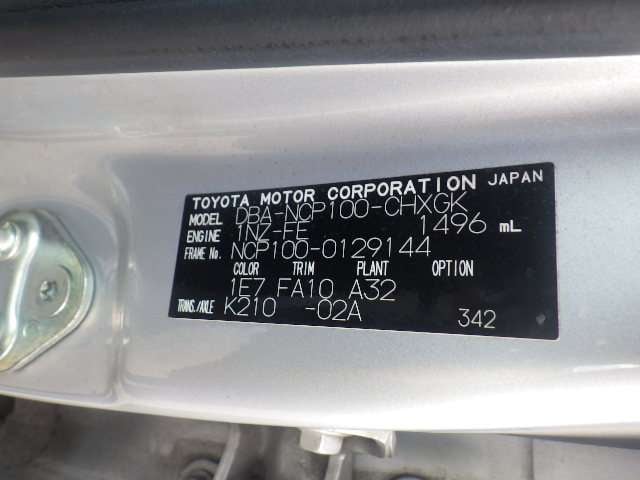 TOYOTA MOTOR CORPORATION JAPAN
MODEL DBA-NCP100-CHXGK
ENGINE 1NZ-FE 1496 mL
FRAME No. NCP100-0129144
COLOR TRIM PLANT OPTION
1E7 FA10 A32
TRANS./AXLE K210 -02A 342